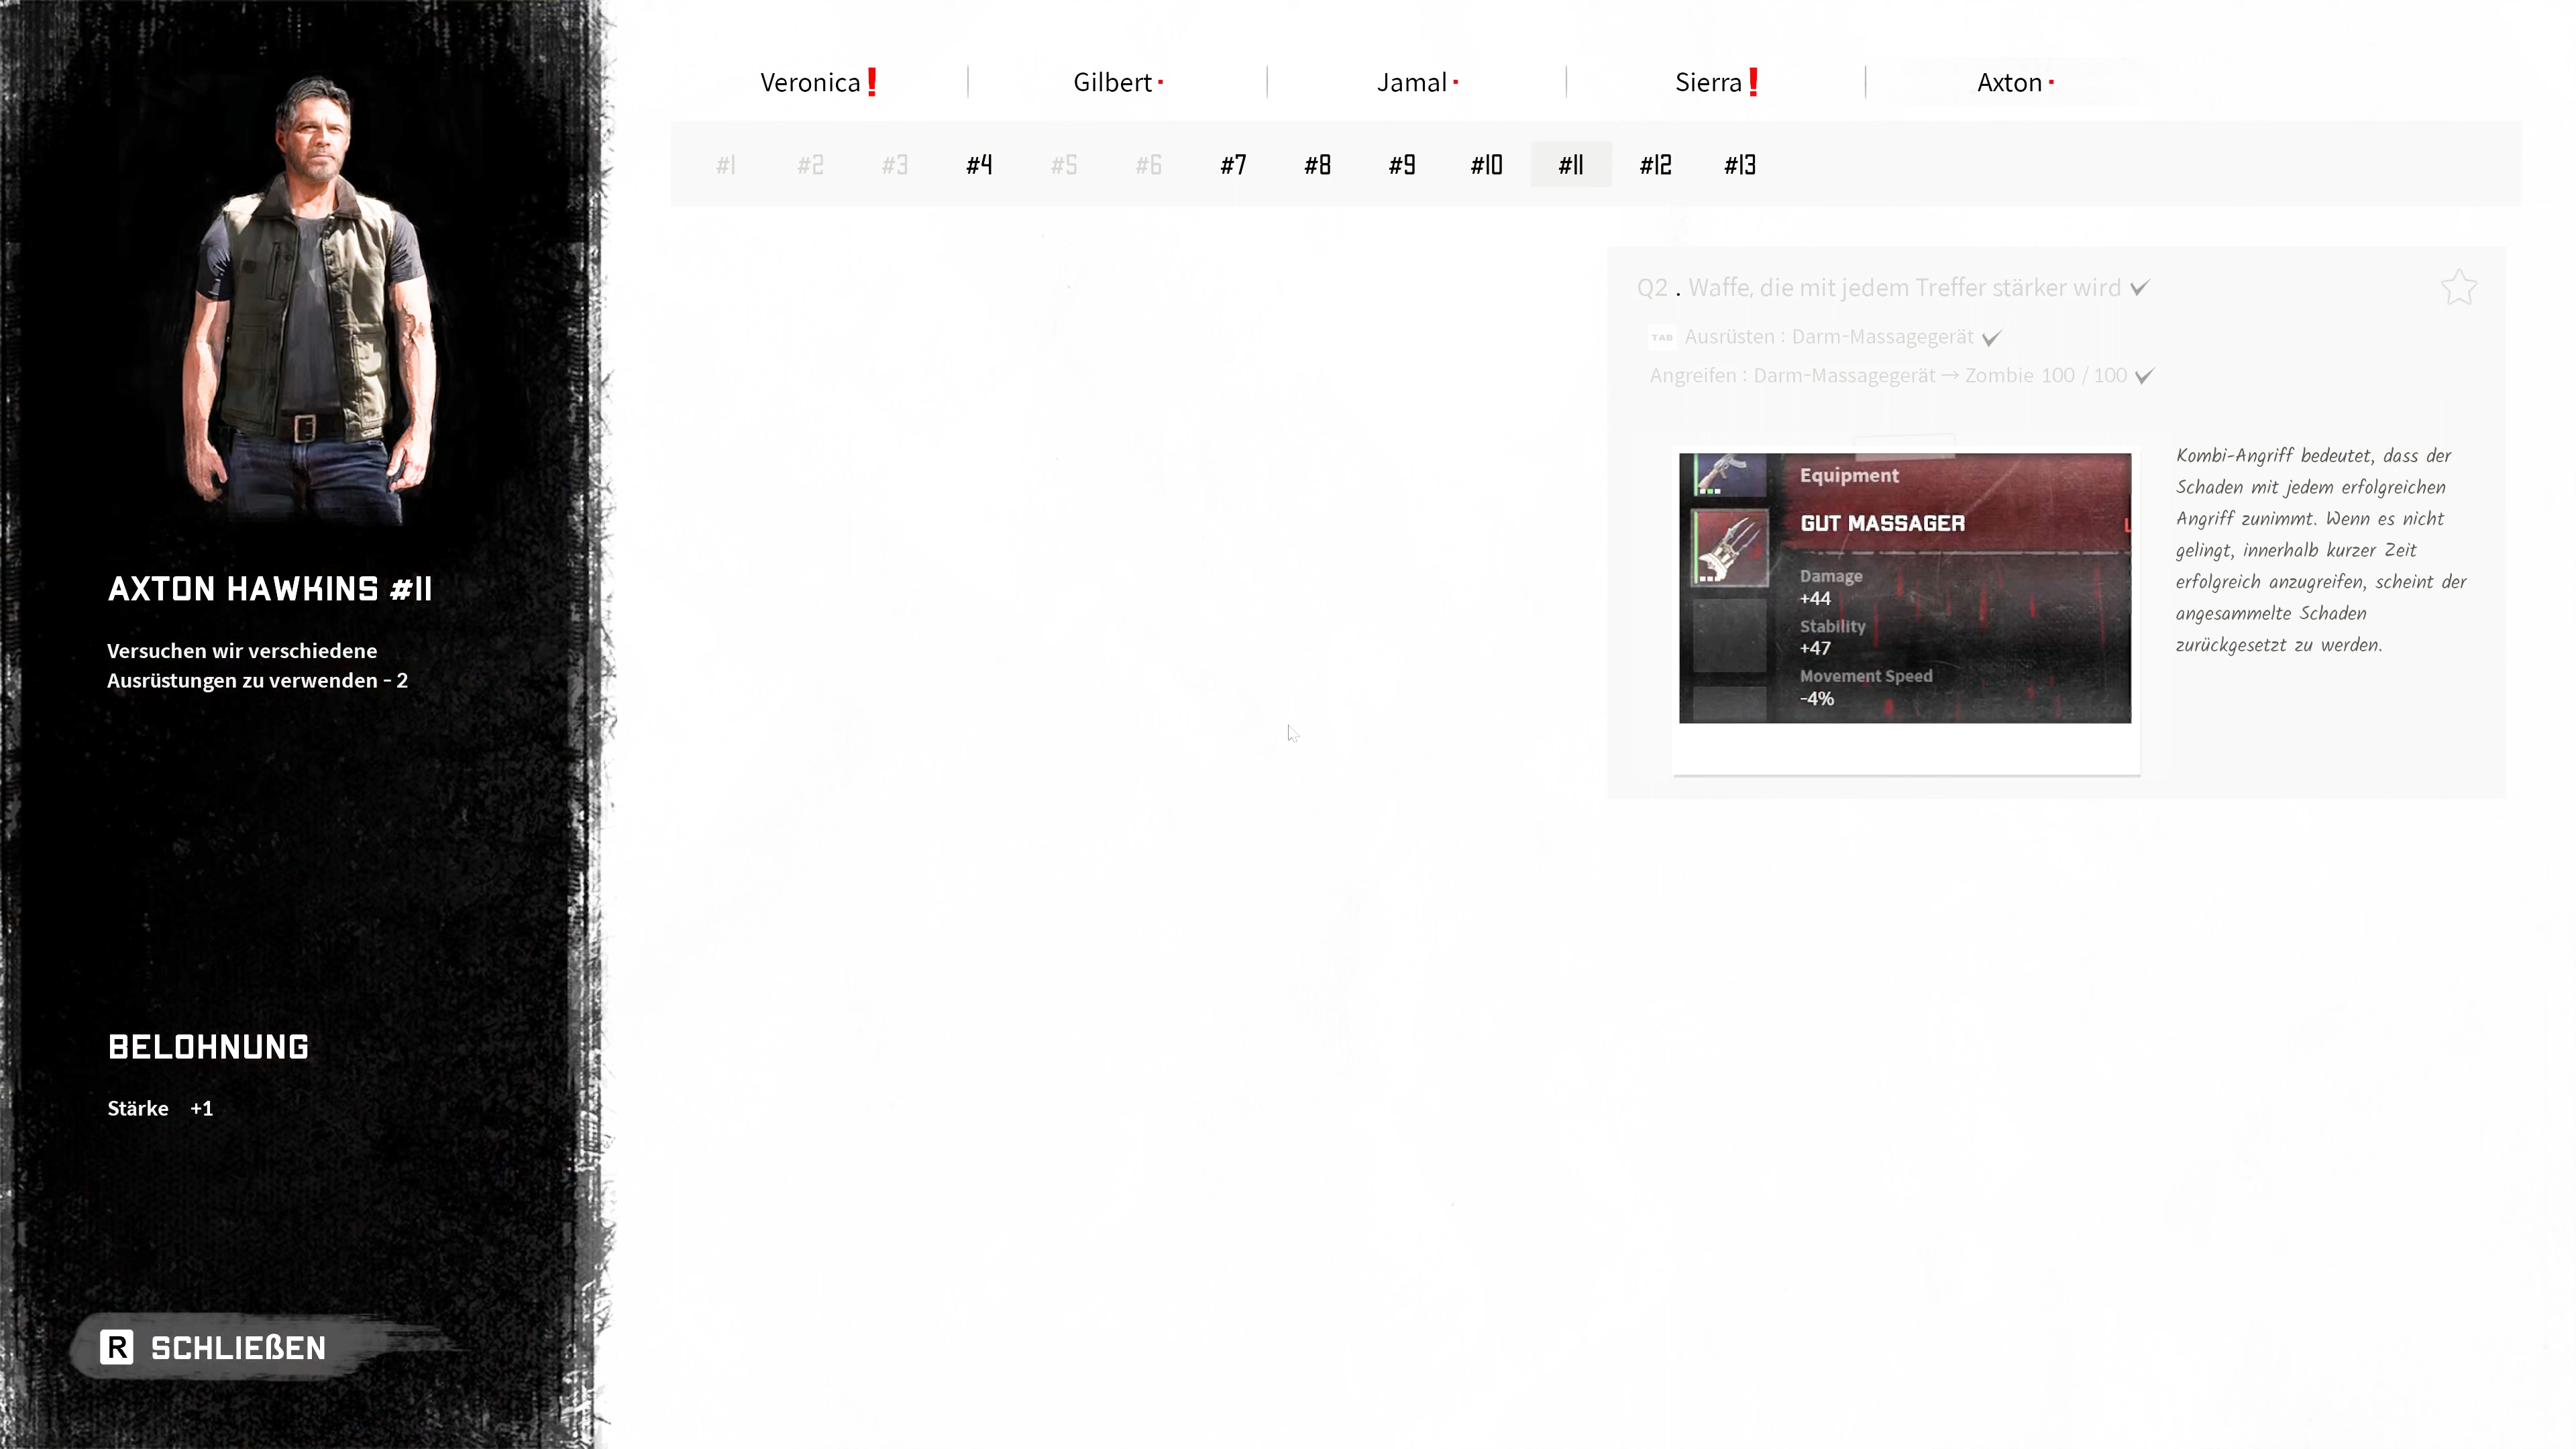 Veronica!
Gilbert
Jamal
Sierra!
Axton
#1 #2 #3 #4 #5 #6 #7 #8 #9 #10 #11 #12 #13
AXTON HAWKINS #11
Versuchen wir verschiedene
Ausrüstungen zu verwenden - 2
BELOHNUNG
Stärke +1
R SCHLIEẞEN
Q2 . Waffe, die mit jedem Treffer stärker wird
TAB Ausrüsten : Darm-Massagegerät
Angreifen : Darm-Massagegerät → Zombie 100 / 100
Equipment
GUT MASSAGER
Damage
+44
Stability
+47
Movement Speed
-4%
Kombi-Angriff bedeutet, dass der
Schaden mit jedem erfolgreichen
Angriff zunimmt. Wenn es nicht
gelingt, innerhalb kurzer Zeit
erfolgreich anzugreifen, scheint der
angesammelte Schaden
zurückgesetzt zu werden.